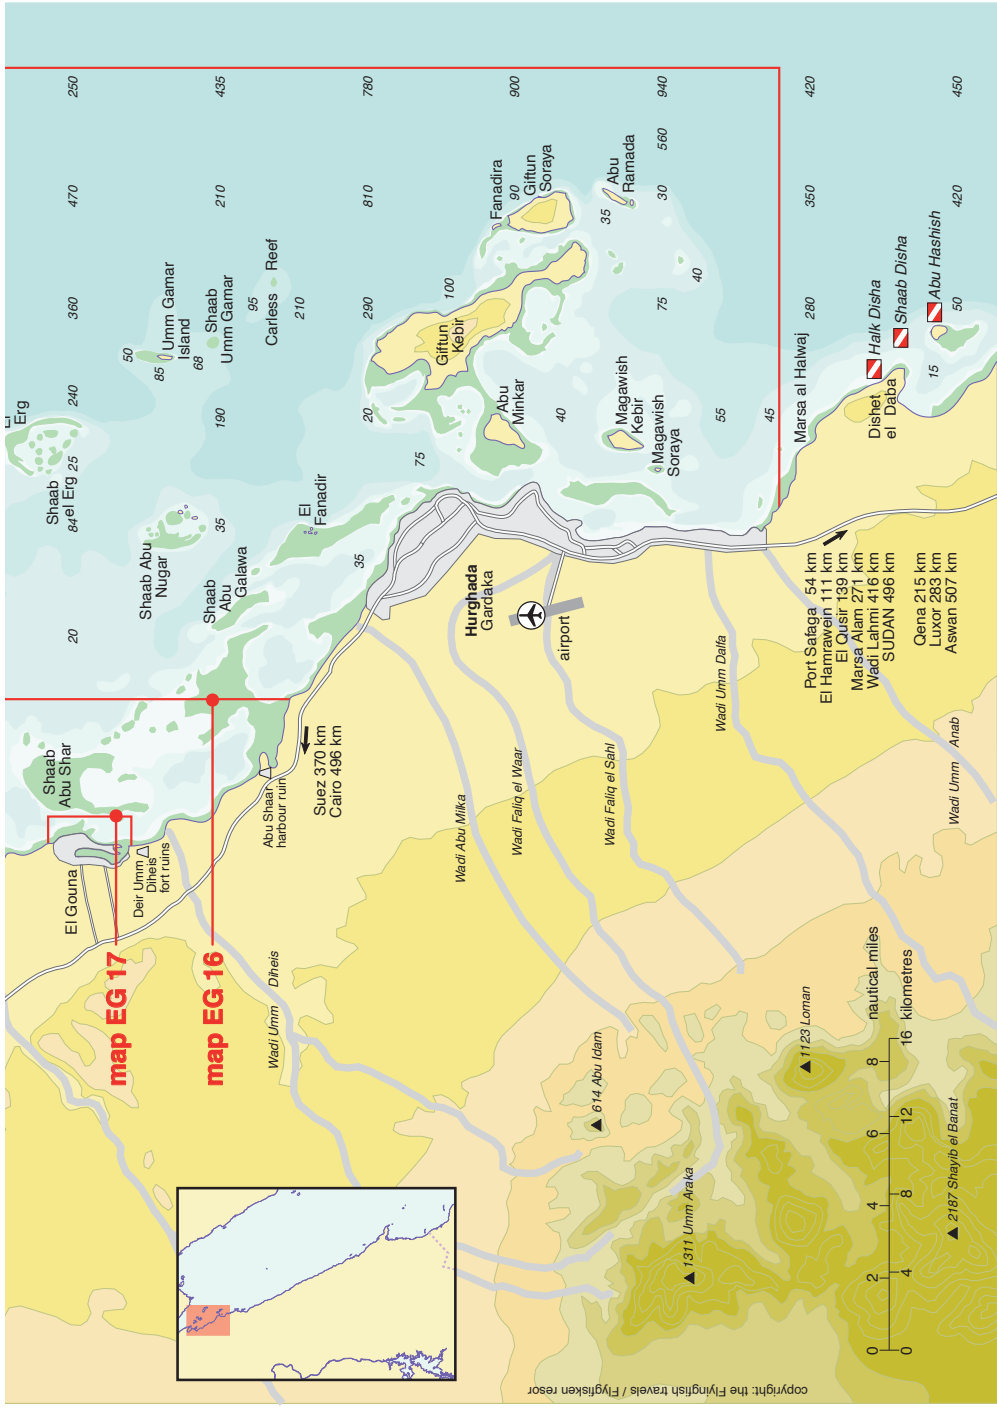 250
435
780
900
940
420
450
470
210
810
90
30
560
350
420
Fanadira
Giftun
Soraya
Abu
Ramada
35
360
95
210
290
100
40
75
280
50
Umm Gamar
Island
50
85
68
Shaab
Umm Gamar
Carless Reef
Giftun
Kebir
Halk Disha
Shaab Disha
Abu Hashish
15
Erg
240
25
84
Shaab
el Erg
190
20
75
40
55
45
Abu
Minkar
Magawish
Kebir
Magawish
Soraya
Marsa al Halwaj
Dishet
el Daba
Shaab Abu
Nugar
35
El
Fanadir
35
Shaab
Abu
Galawa
20
Hurghada
Gardaka
airport
Port Safaga 54 km
El Hamrawein 111 km
El Qusir 139 km
Marsa Alam 271 km
Wadi Lahmi 416 km
SUDAN 496 km
Qena 215 km
Luxor 283 km
Aswan 507 km
Shaab
Abu Shar
Abu Shaar
harbour ruin
Suez 370 km
Cairo 496 km
El Gouna
Deir Umm
Diheis
fort ruins
Wadi Abu Milka
Wadi Faliq el Waar
Wadi Faliq el Sahl
Wadi Umm Dalfa
Wadi Umm Anab
map EG 17
map EG 16
Wadi Umm Diheis
614 Abu Idam
1123 Loman
1311 Umm Araka
2187 Shayib el Banat
nautical miles
0 2 4 6 8
kilometres
0 4 8 12 16
copyright: the Flyingfish travels / Flygfisken resor